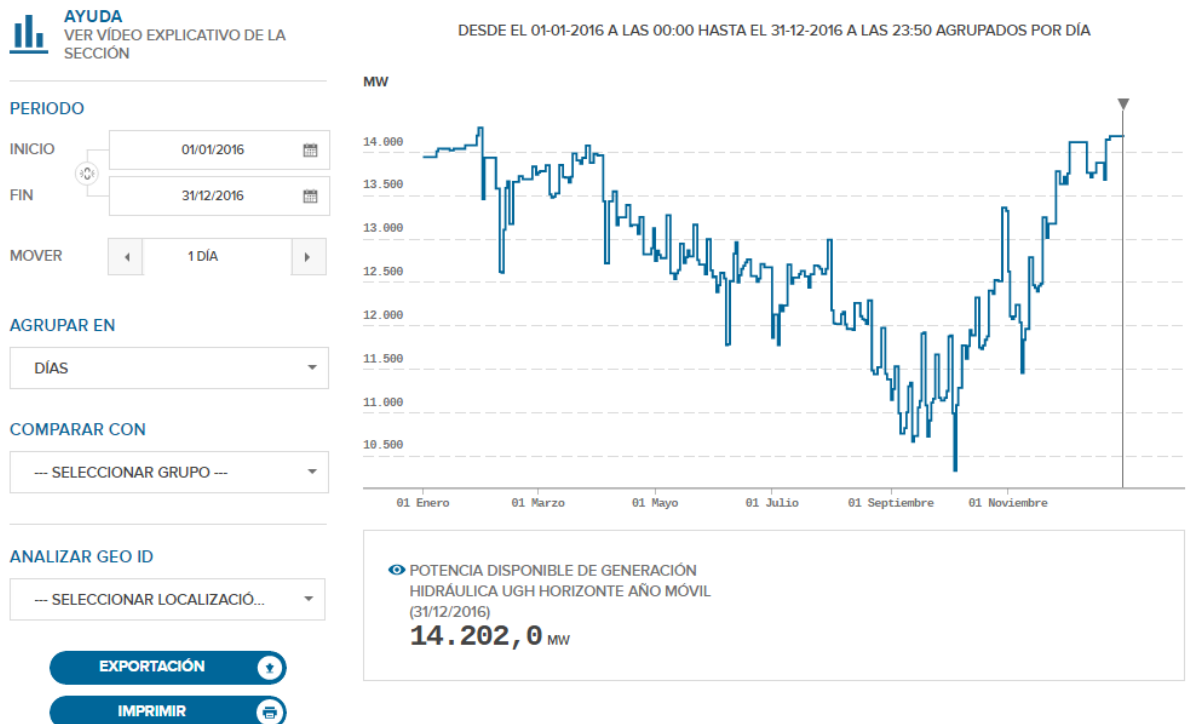 AYUDA
VER VÍDEO EXPLICATIVO DE LA
SECCIÓN
PERIODO
INICIO
01/01/2016
FIN
31/12/2016
MOVER
1 DÍA
AGRUPAR EN
DÍAS
COMPARAR CON
--- SELECCIONAR GRUPO ---
ANALIZAR GEO ID
--- SELECCIONAR LOCALIZACIÓ...
EXPORTACIÓN
IMPRIMIR
DESDE EL 01-01-2016 A LAS 00:00 HASTA EL 31-12-2016 A LAS 23:50 AGRUPADOS POR DÍA
MW
14.000
13.500
13.000
12.500
12.000
11.500
11.000
10.500
01 Enero
01 Marzo
01 Mayo
01 Julio
01 Septiembre
01 Noviembre
POTENCIA DISPONIBLE DE GENERACIÓN
HIDRÁULICA UGH HORIZONTE AÑO MÓVIL
(31/12/2016)
14.202,0 MW